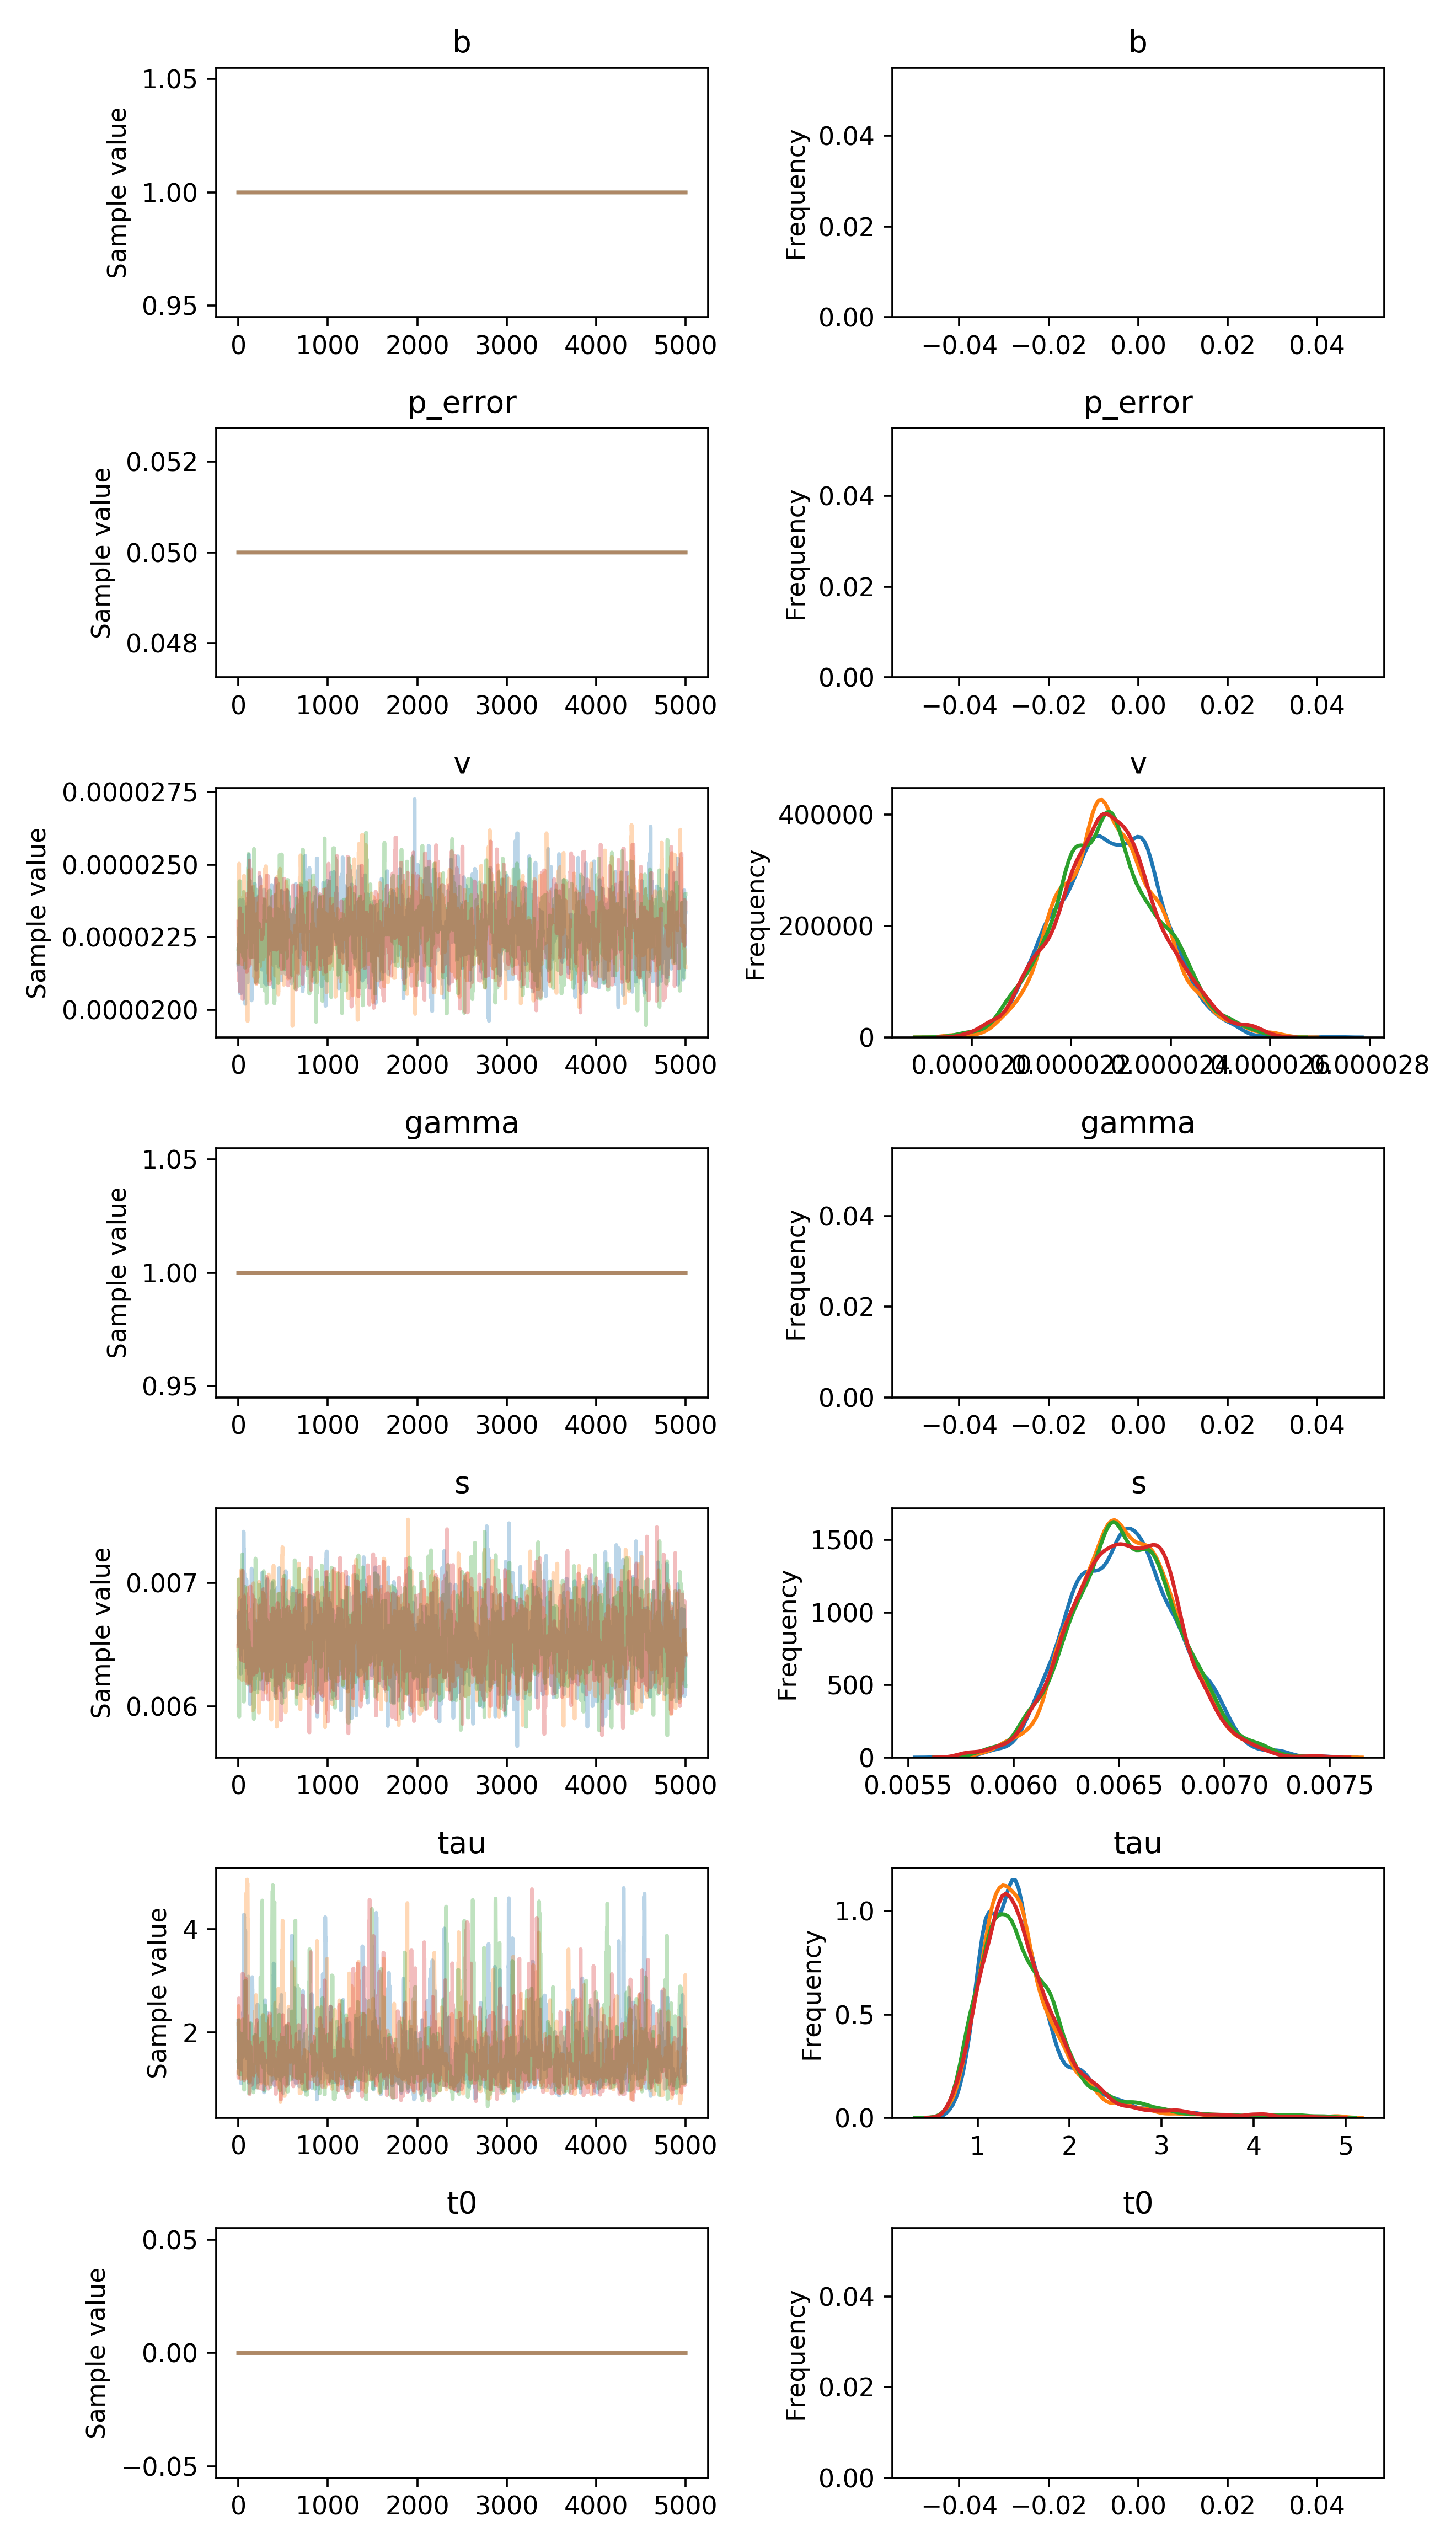 b
b
Sample value
1.05
1.00
0.95
0 1000 2000 3000 4000 5000
Frequency
0.04
0.02
0.00
−0.04 −0.02 0.00 0.02 0.04
p_error
p_error
Sample value
0.052
0.050
0.048
0 1000 2000 3000 4000 5000
Frequency
0.04
0.02
0.00
−0.04 −0.02 0.00 0.02 0.04
v
v
Sample value
0.0000275
0.0000250
0.0000225
0.0000200
0 1000 2000 3000 4000 5000
Frequency
400000
200000
0
0.000020 0.000022 0.000024 0.000026 0.000028
gamma
gamma
Sample value
1.05
1.00
0.95
0 1000 2000 3000 4000 5000
Frequency
0.04
0.02
0.00
−0.04 −0.02 0.00 0.02 0.04
s
s
Sample value
0.007
0.006
0 1000 2000 3000 4000 5000
Frequency
1500
1000
500
0
0.0055 0.0060 0.0065 0.0070 0.0075
tau
tau
Sample value
4
2
0 1000 2000 3000 4000 5000
Frequency
1.0
0.5
0.0
1 2 3 4 5
t0
t0
Sample value
0.05
0.00
−0.05
0 1000 2000 3000 4000 5000
Frequency
0.04
0.02
0.00
−0.04 −0.02 0.00 0.02 0.04